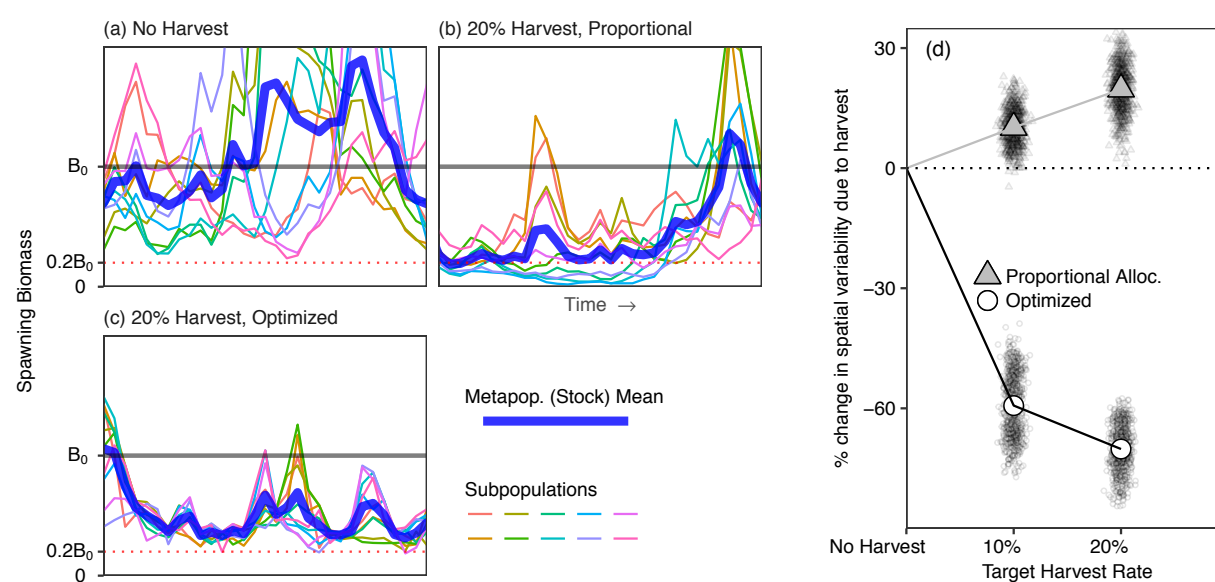 (a) No Harvest
(b) 20% Harvest, Proportional
B₀
0.2B₀
0
Time →
(c) 20% Harvest, Optimized
Spawning Biomass
B₀
0.2B₀
0
Metapop. (Stock) Mean
Subpopulations
(d)
% change in spatial variability due to harvest
30
0
−30
−60
Proportional Alloc.
Optimized
No Harvest
10%
20%
Target Harvest Rate